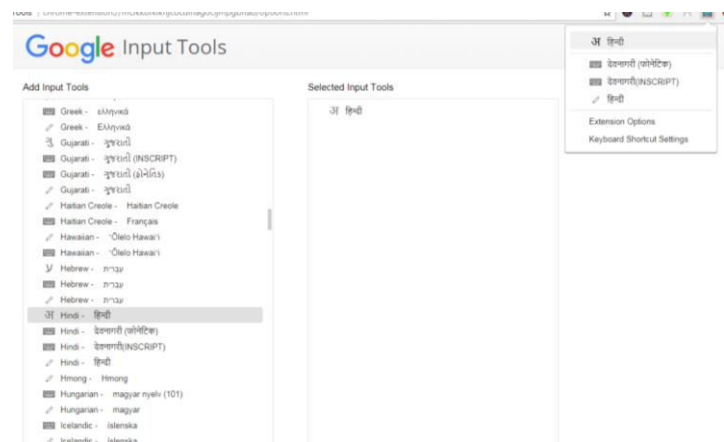 Google Input Tools
Add Input Tools
Greek - ελληνικά
Greek - Ελληνικά
Gujarati - ગુજરાતી
Gujarati - ગુજરાતી (INSCRIPT)
Gujarati - ગુજરાતી (ફોનેટિક)
Gujarati - ગુજરાતી
Haitian Creole - Haitian Creole
Haitian Creole - Français
Hawaiian - ʻŌlelo Hawaiʻi
Hawaiian - ʻŌlelo Hawaiʻi
Hebrew - עברית
Hebrew - עברית
Hebrew - עברית
अ Hindi - हिन्दी
Hindi - देवनागरी (फ़ोनेटिक)
Hindi - देवनागरी(INSCRIPT)
Hindi - हिन्दी
Hmong - Hmong
Hungarian - magyar nyelv (101)
Hungarian - magyar
Icelandic - íslenska
Icelandic - íslenska
Selected Input Tools
अ हिन्दी
अ हिन्दी
देवनागरी (फ़ोनेटिक)
देवनागरी(INSCRIPT)
हिन्दी
Extension Options
Keyboard Shortcut Settings